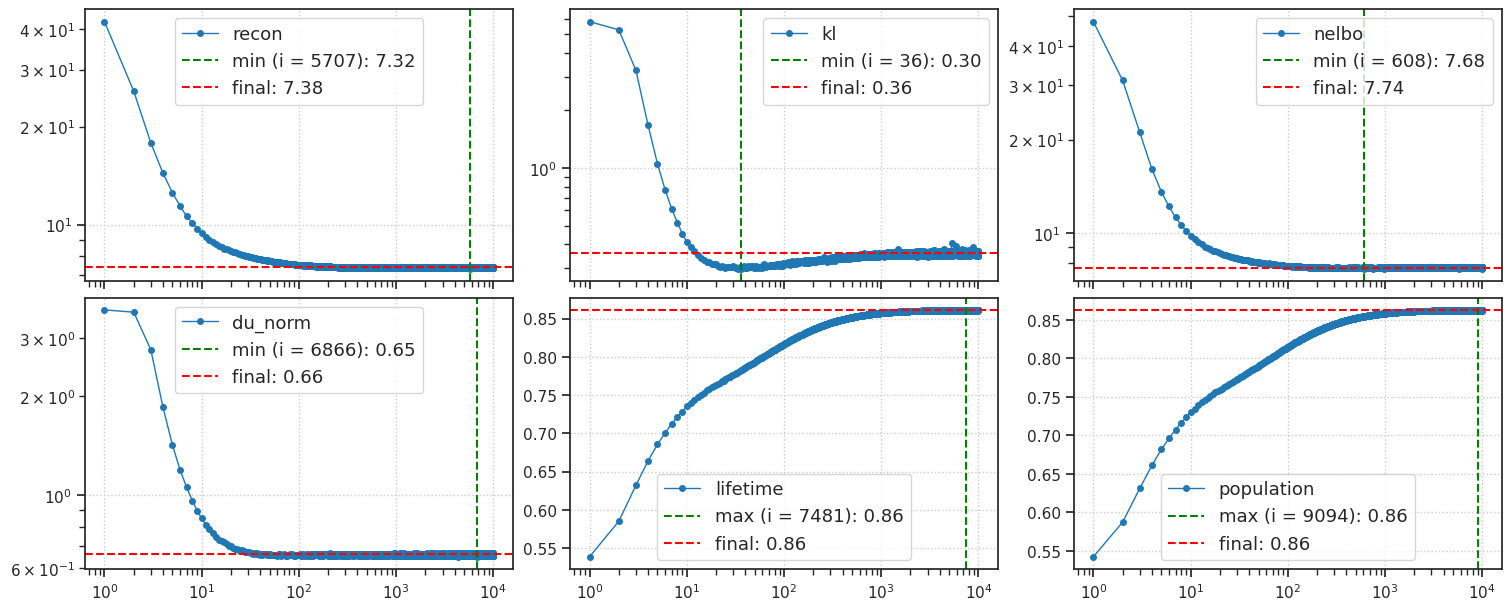 4 × 10¹
3 × 10¹
2 × 10¹
10¹
recon
min (i = 5707): 7.32
final: 7.38
10⁰
kl
min (i = 36): 0.30
final: 0.36
4 × 10¹
3 × 10¹
2 × 10¹
10¹
nelbo
min (i = 608): 7.68
final: 7.74
3 × 10⁰
2 × 10⁰
10⁰
6 × 10⁻¹
du_norm
min (i = 6866): 0.65
final: 0.66
10⁰ 10¹ 10² 10³ 10⁴
0.85
0.80
0.75
0.70
0.65
0.60
0.55
lifetime
max (i = 7481): 0.86
final: 0.86
10⁰ 10¹ 10² 10³ 10⁴
0.85
0.80
0.75
0.70
0.65
0.60
0.55
population
max (i = 9094): 0.86
final: 0.86
10⁰ 10¹ 10² 10³ 10⁴